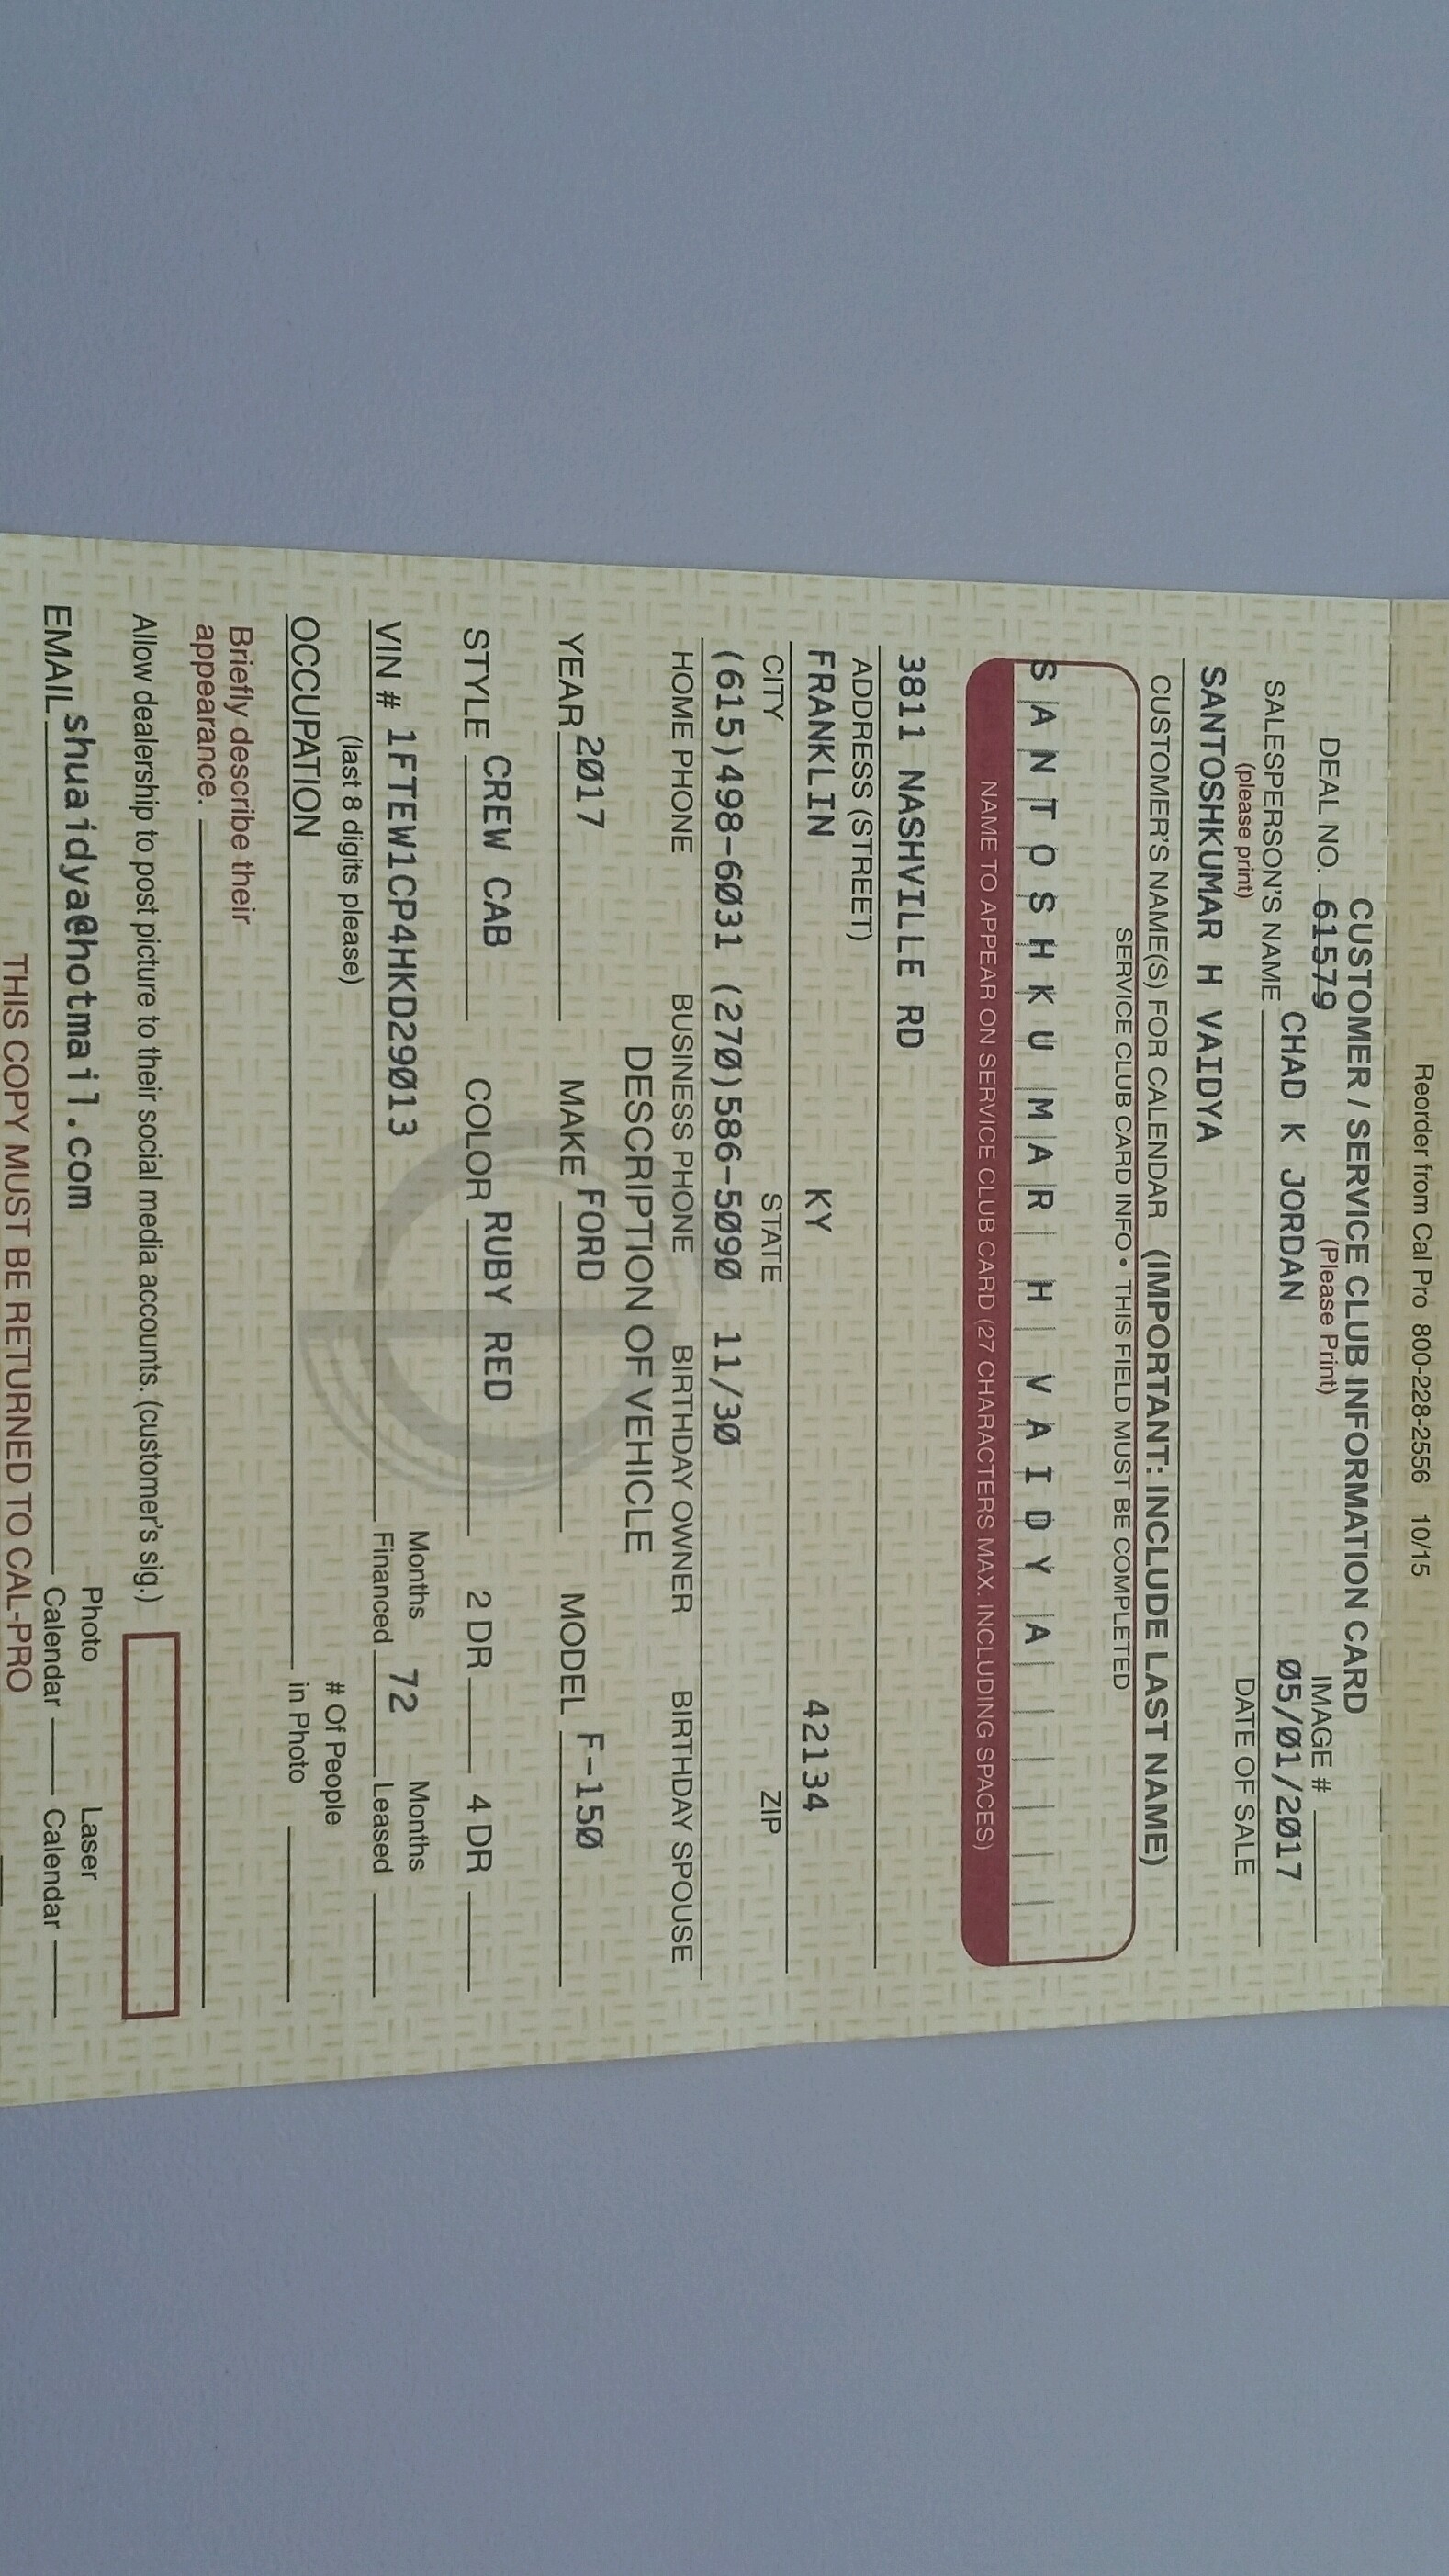 Reorder from Cal Pro 800-228-2556 10/15
CUSTOMER / SERVICE CLUB INFORMATION CARD
(Please Print)
DEAL NO. 61579 IMAGE #
CHAD K JORDAN 05/01/2017
SALESPERSON'S NAME DATE OF SALE
(please print)
SANTOSHKUMAR H VAIDYA
CUSTOMER'S NAME(S) FOR CALENDAR (IMPORTANT: INCLUDE LAST NAME)
SERVICE CLUB CARD INFO • THIS FIELD MUST BE COMPLETED
SANTOSHKUMAR H VAIDYA
NAME TO APPEAR ON SERVICE CLUB CARD (27 CHARACTERS MAX. INCLUDING SPACES)
3811 NASHVILLE RD
ADDRESS (STREET)
FRANKLIN KY 42134
CITY STATE ZIP
(615)498-6031 (270)586-5090 11/30
HOME PHONE BUSINESS PHONE BIRTHDAY OWNER BIRTHDAY SPOUSE
DESCRIPTION OF VEHICLE
YEAR 2017 MAKE FORD MODEL F-150
STYLE CREW CAB COLOR RUBY RED 2 DR 4 DR
VIN # 1FTEW1CP4HKD29013 Months Financed 72 Months Leased
(last 8 digits please)
OCCUPATION # Of People in Photo
Briefly describe their
appearance.
Allow dealership to post picture to their social media accounts. (customer's sig.)
EMAIL shuaidya@hotmail.com Photo Calendar Laser Calendar
THIS COPY MUST BE RETURNED TO CAL-PRO